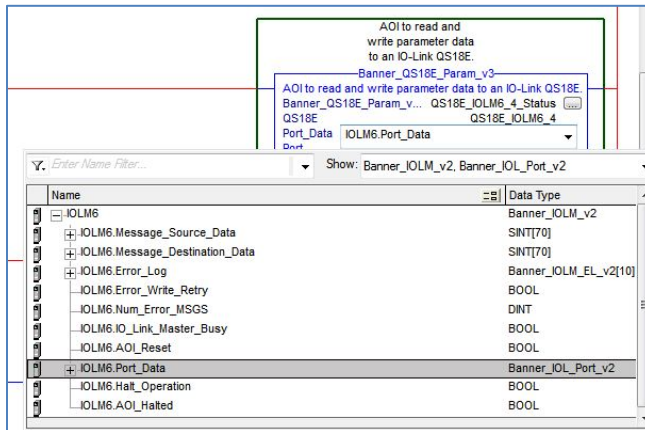 AOI to read and
write parameter data
to an IO-Link QS18E.
Banner_QS18E_Param_v3
AOI to read and write parameter data to an IO-Link QS18E.
Banner_QS18E_Param_v... QS18E_IOLM6_4_Status ...
QS18E QS18E_IOLM6_4
Port_Data IOLM6.Port_Data
Port
Enter Name Filter... Show: Banner_IOLM_v2, Banner_IOL_Port_v2
Name Data Type
IOLM6 Banner_IOLM_v2
IOLM6.Message_Source_Data SINT[70]
IOLM6.Message_Destination_Data SINT[70]
IOLM6.Error_Log Banner_IOLM_EL_v2[10]
IOLM6.Error_Write_Retry BOOL
IOLM6.Num_Error_MSGS DINT
IOLM6.IO_Link_Master_Busy BOOL
IOLM6.AOI_Reset BOOL
IOLM6.Port_Data Banner_IOL_Port_v2
IOLM6.Halt_Operation BOOL
IOLM6.AOI_Halted BOOL